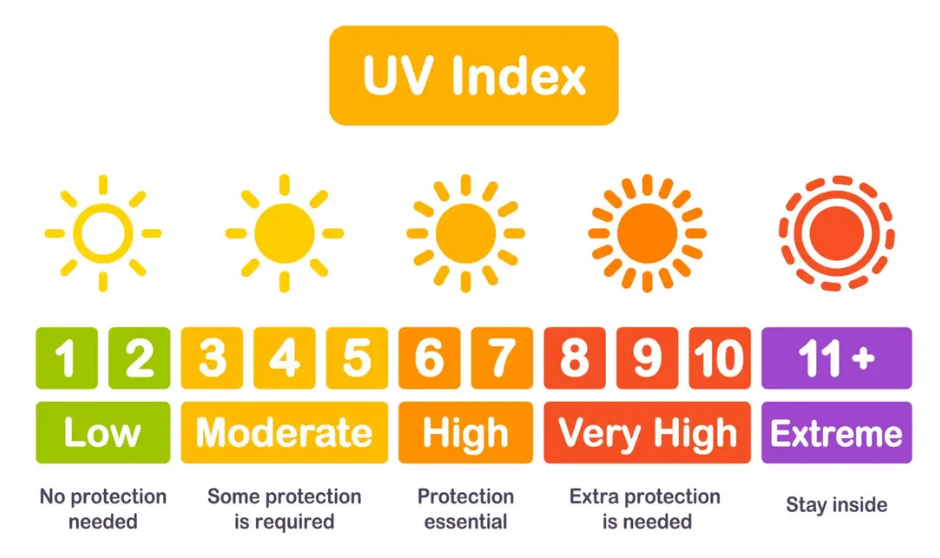 UV Index
1 2 3 4 5 6 7 8 9 10 11+
Low Moderate High Very High Extreme
No protection
needed
Some protection
is required
Protection
essential
Extra protection
is needed
Stay inside